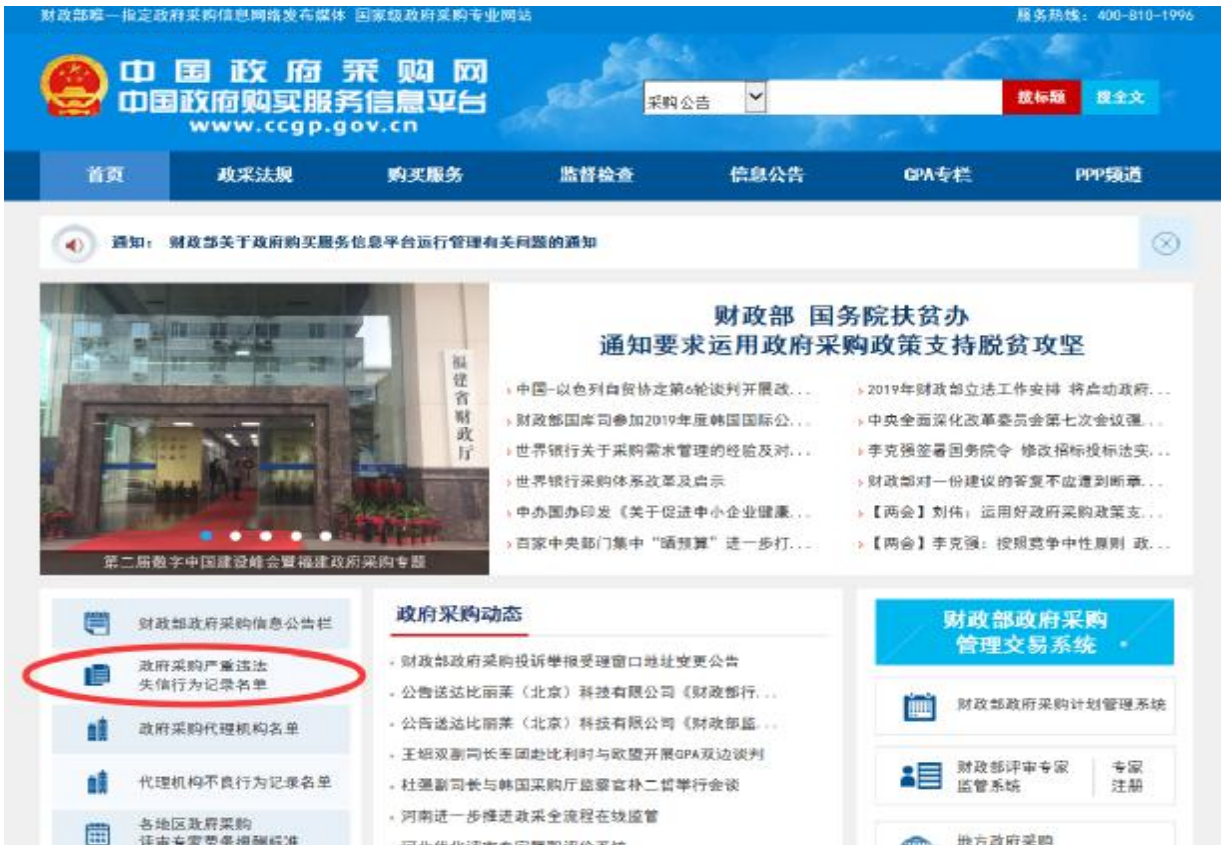 财政部唯一指定政府采购信息网络发布媒体 国家级政府采购专业网站
服务热线：400-810-1996
中国政府采购网
中国政府购买服务信息平台
www.ccgp.gov.cn
采购公告
搜标题
搜全文
首页
政采法规
购买服务
监督检查
信息公告
GPA专栏
PPP频道
通知： 财政部关于政府购买服务信息平台运行管理有关问题的通知
福建省财政厅
第二届数字中国建设峰会暨福建政府采购专题
财政部 国务院扶贫办
通知要求运用政府采购政策支持脱贫攻坚
中国-以色列自贸协定第6轮谈判开展政...
财政部国库司参加2019年度韩国国际公...
世界银行关于采购需求管理的经验及对...
世界银行采购体系改革及启示
中办国办印发《关于促进中小企业健康...
百家中央部门集中“晒预算”进一步打...
2019年财政部立法工作安排 将启动政府...
中央全面深化改革委员会第七次会议强...
李克强签署国务院令 修改招标投标法实...
财政部对一份建议的答复不应遭到断章...
【两会】刘伟：运用好政府采购政策支...
【两会】李克强：按照竞争中性原则 政...
财政部政府采购信息公告栏
政府采购严重违法
失信行为记录名单
政府采购代理机构名单
代理机构不良行为记录名单
各地区政府采购
评审专家劳务报酬标准
政府采购动态
财政部政府采购投诉举报受理窗口地址变更公告
公告送达比丽莱（北京）科技有限公司《财政部行...
公告送达比丽莱（北京）科技有限公司《财政部监...
王绍双副司长率团赴比利时与欧盟开展GPA双边谈判
杜强副司长与韩国采购厅监察官朴二哲举行会谈
河南进一步推进政采全流程在线监管
财政部政府采购
管理交易系统
财政部政府采购计划管理系统
财政部评审专家
监管系统
专家
注册
地方政府采购